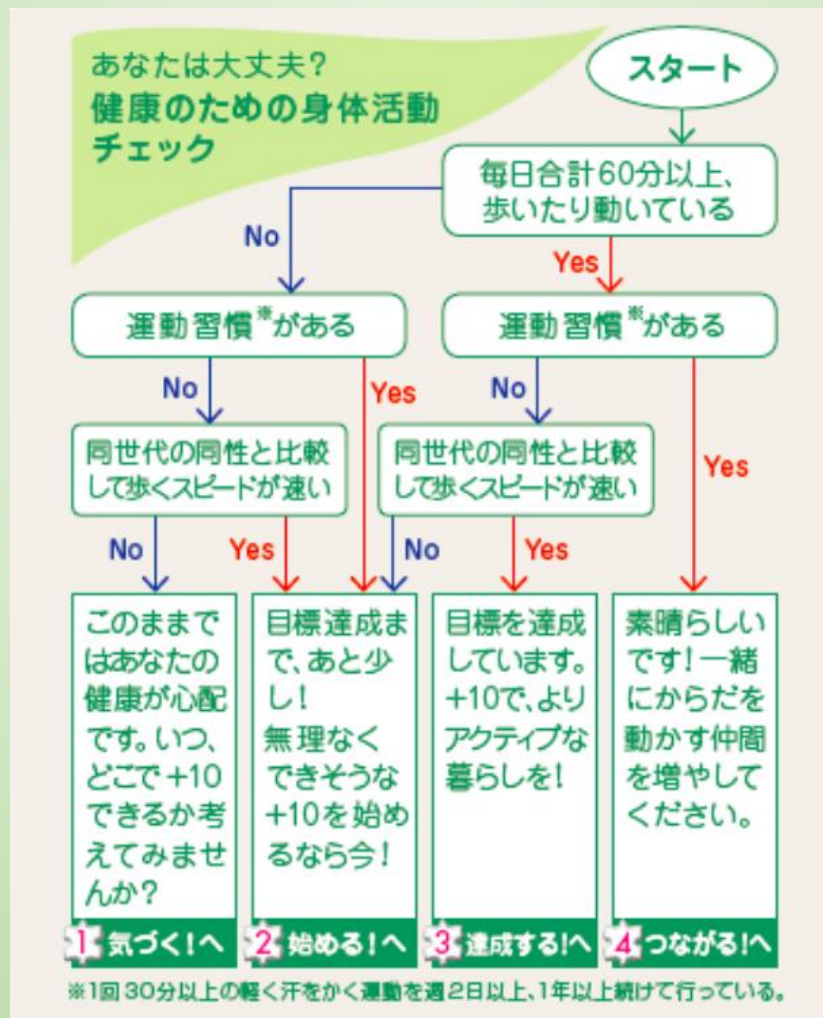 あなたは大丈夫?
健康のための身体活動
チェック
スタート
毎日合計60分以上、
歩いたり動いている
No
Yes
運動習慣※がある
運動習慣※がある
No
Yes
No
Yes
同世代の同性と比較
して歩くスピードが速い
同世代の同性と比較
して歩くスピードが速い
No
Yes
No
Yes
このままで
はあなたの
健康が心配
です。いつ、
どこで+10
できるか考
えてみませ
んか?
1 気づく!へ
目標達成ま
で、あと少
し!
無理なく
できそうな
+10を始め
るなら今!
2 始める!へ
目標を達成
しています。
+10で、より
アクティブな
暮らしを!
3 達成する!へ
素晴らしい
です!一緒
にからだを
動かす仲間
を増やして
ください。
4 つながる!へ
※1回30分以上の軽く汗をかく運動を週2日以上、1年以上続けて行っている。